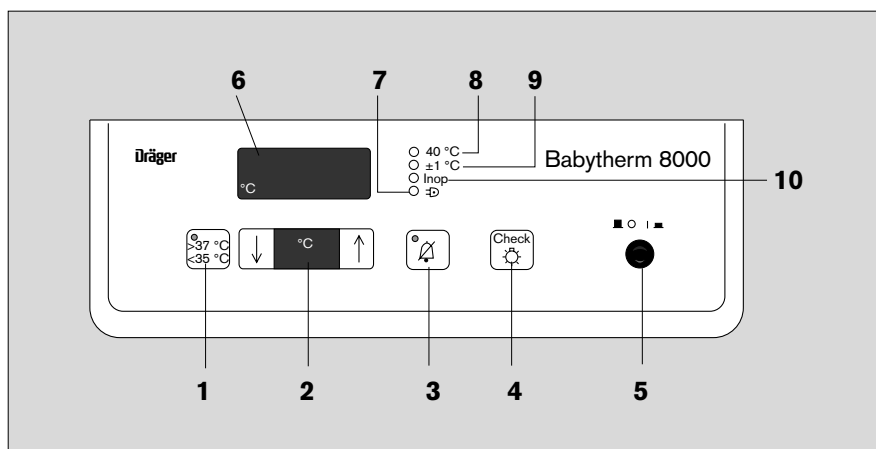 6
7
8
9
Dräger
40 °C
±1 °C
Babytherm 8000
Inop
10
°C
>37 °C
<35 °C
↓
°C
↑
Check
1
2
3
4
5